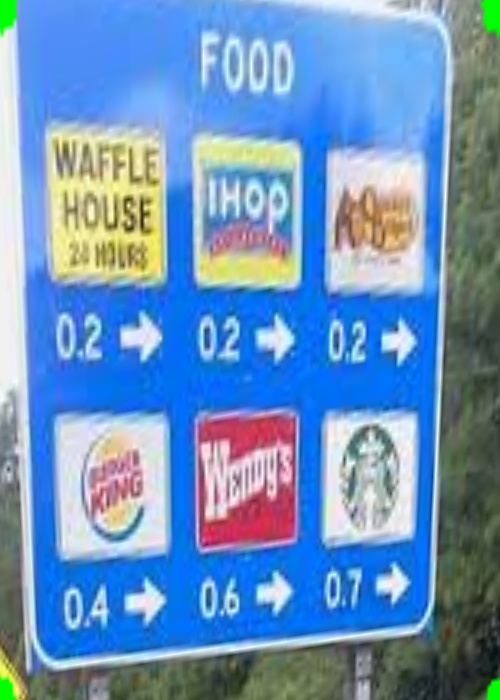 FOOD
WAFFLE
HOUSE
24 HOURS
IHOP
0.2
0.2
0.2
BURGER
KING
WENDY'S
0.4
0.6
0.7